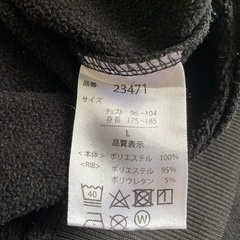 品番 23471
サイズ
チェスト 96~104
身長 175~185
L
品質表示
<本体> ポリエステル 100%
<RIB> ポリエステル 95%
ポリウレタン 5%
40
W